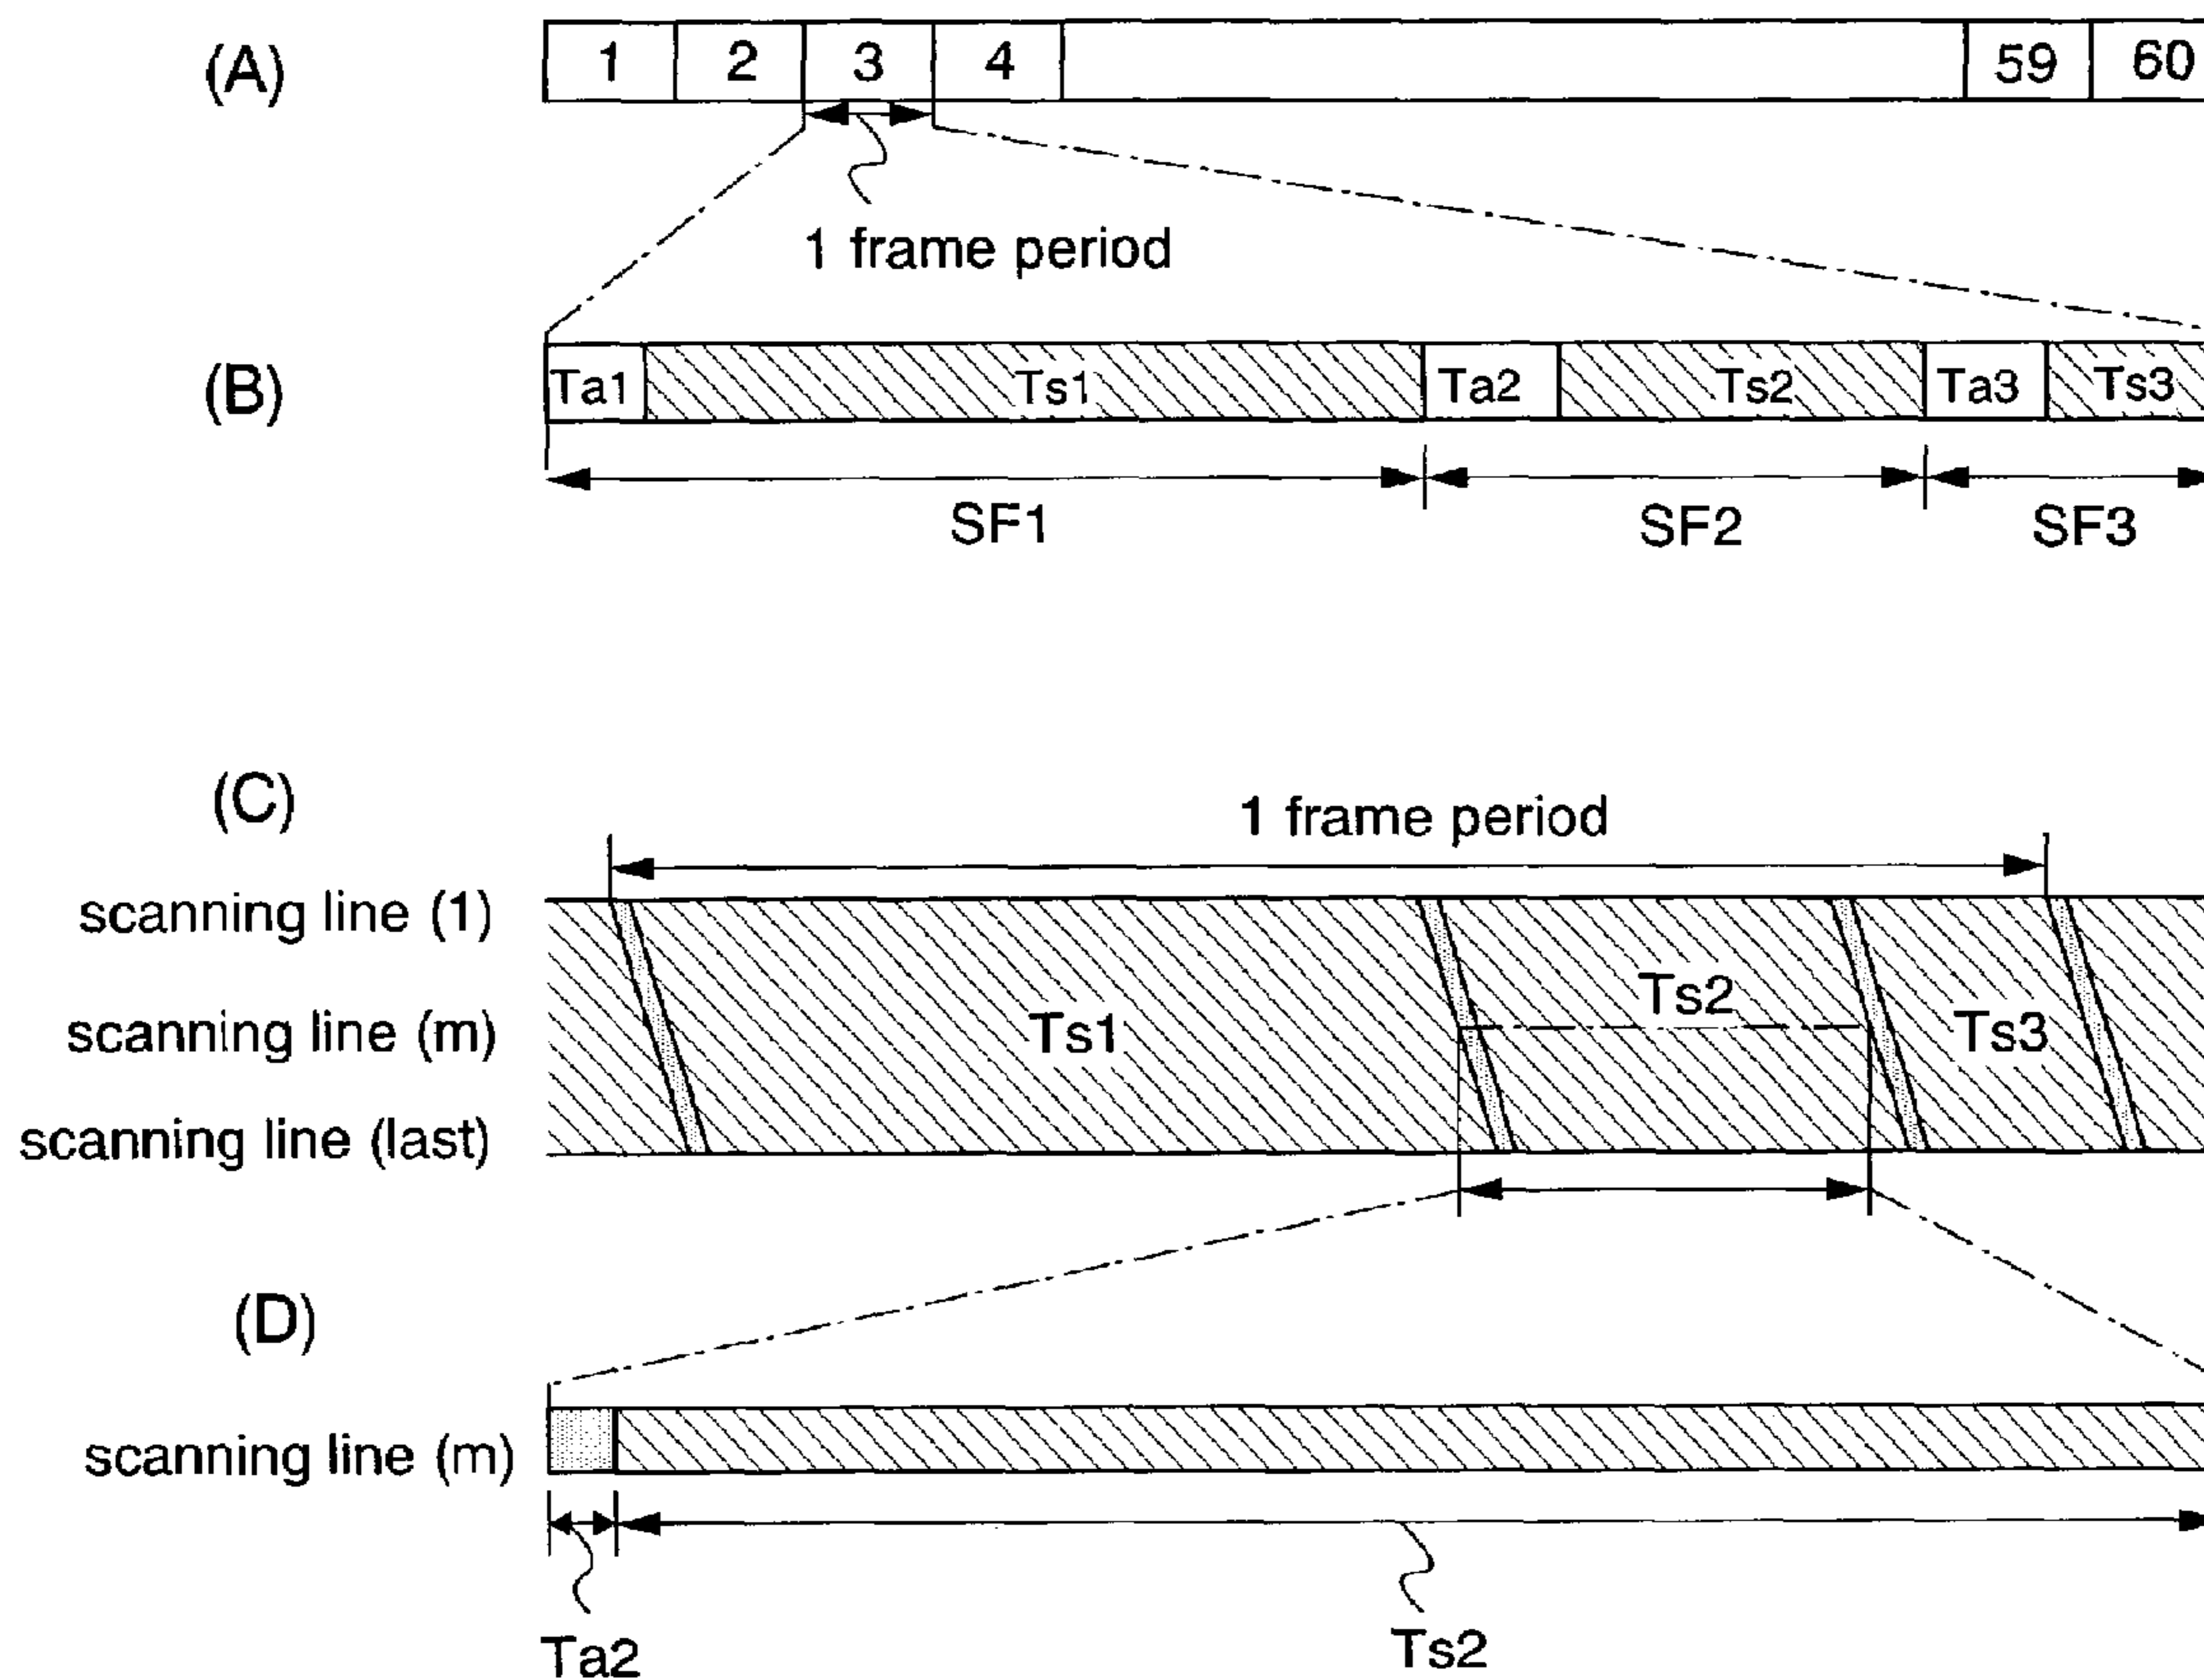 (A) 1 2 3 4 59 60
1 frame period
(B) Ta1 Ts1 Ta2 Ts2 Ta3 Ts3
SF1 SF2 SF3
(C)
1 frame period
scanning line (1)
Ts2
scanning line (m) Ts1 Ts3
scanning line (last)
(D)
scanning line (m)
Ta2 Ts2